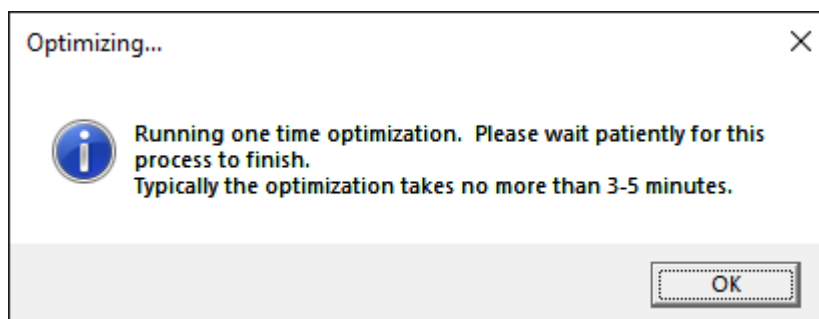 Optimizing...
Running one time optimization.  Please wait patiently for this
process to finish.
Typically the optimization takes no more than 3-5 minutes.
OK